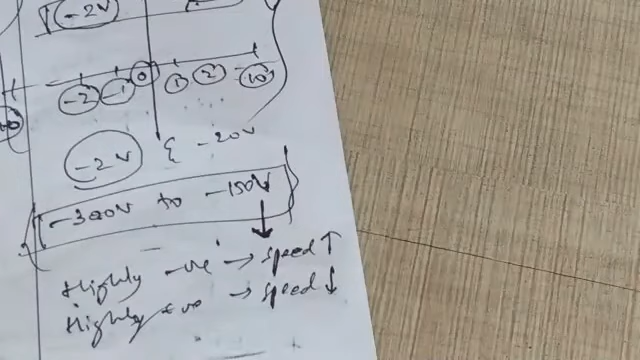 -2V
-2 -1 0 1 2 10
-2V { -20V
-300V to -150V
Highly -ve → speed ↑
Highly +ve → speed ↓